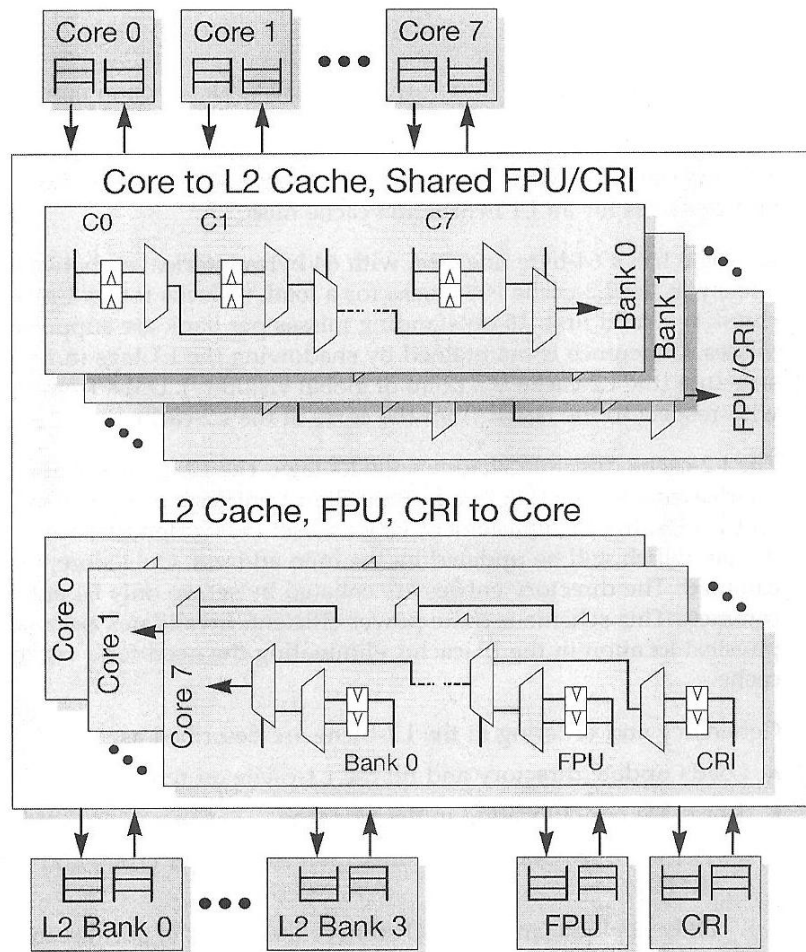 Core 0
Core 1
Core 7
Core to L2 Cache, Shared FPU/CRI
C0
C1
C7
Bank 0
Bank
FPU/CRI
L2 Cache, FPU, CRI to Core
Core 0
Core 1
Core 7
Bank 0
FPU
CRI
L2 Bank 0
L2 Bank 3
FPU
CRI